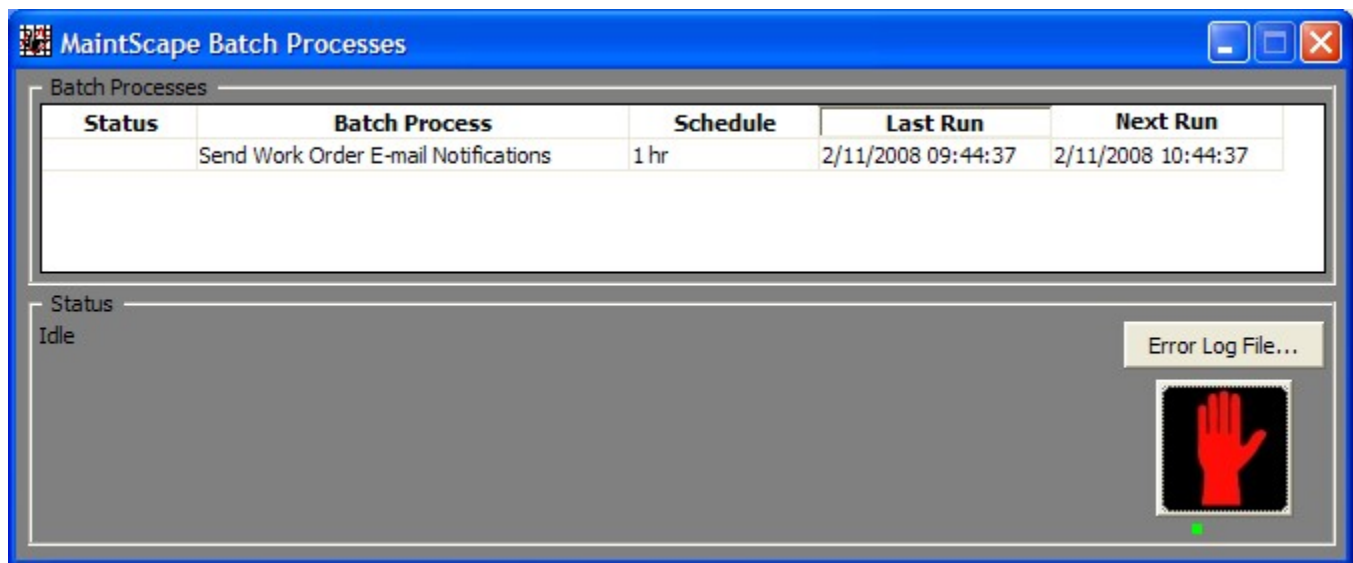 MaintScape Batch Processes
Batch Processes
Status Batch Process Schedule Last Run Next Run
Send Work Order E-mail Notifications 1 hr 2/11/2008 09:44:37 2/11/2008 10:44:37
Status
Idle
Error Log File...